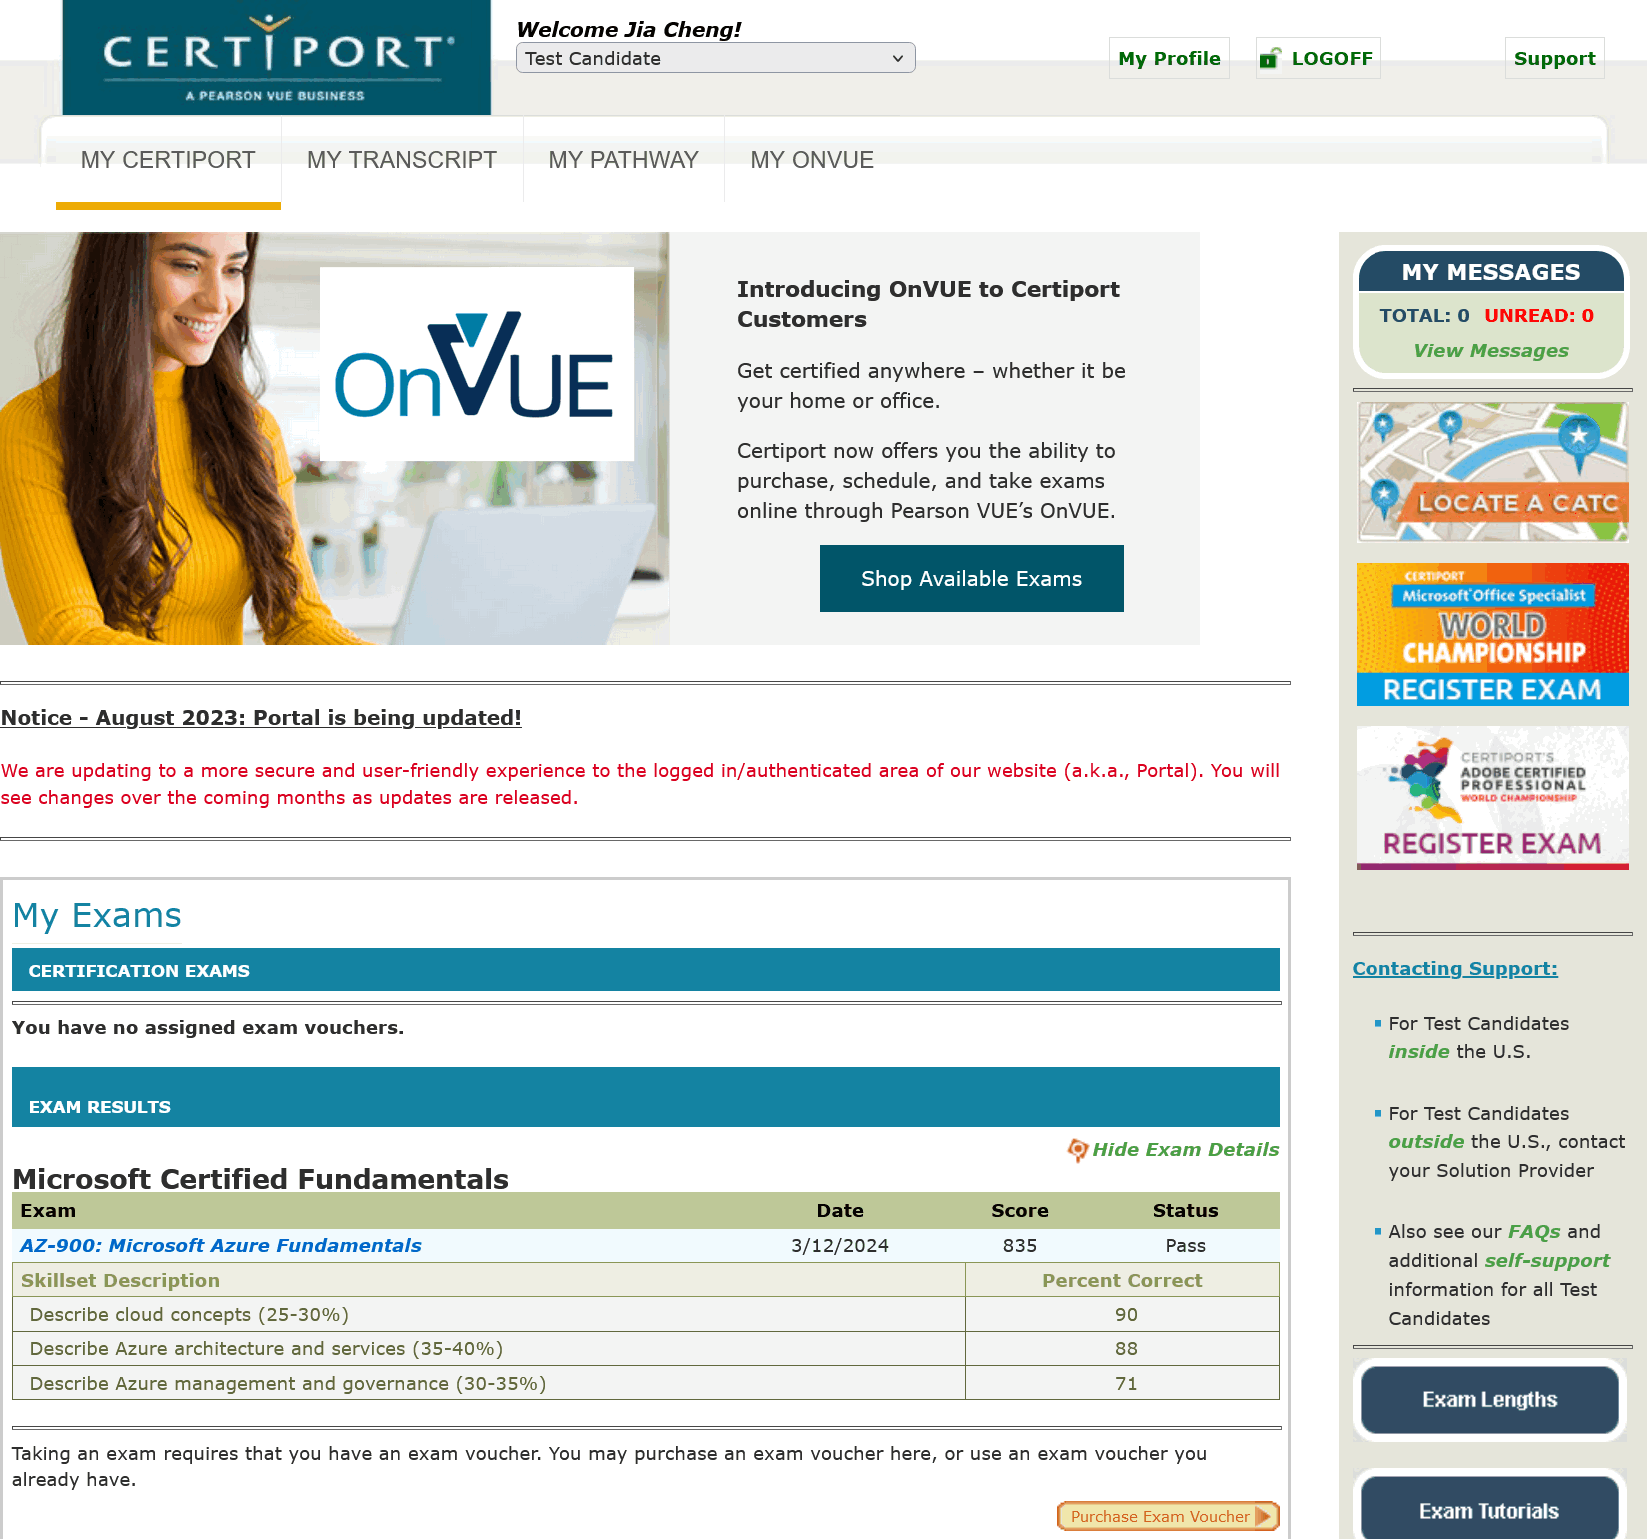 CERTIPORT
A PEARSON VUE BUSINESS
Welcome Jia Cheng!
Test Candidate
My Profile
LOGOFF
Support
MY CERTIPORT
MY TRANSCRIPT
MY PATHWAY
MY ONVUE
OnVUE
Introducing OnVUE to Certiport
Customers
Get certified anywhere – whether it be
your home or office.
Certiport now offers you the ability to
purchase, schedule, and take exams
online through Pearson VUE’s OnVUE.
Shop Available Exams
Notice - August 2023: Portal is being updated!
We are updating to a more secure and user-friendly experience to the logged in/authenticated area of our website (a.k.a., Portal). You will
see changes over the coming months as updates are released.
My Exams
CERTIFICATION EXAMS
You have no assigned exam vouchers.
EXAM RESULTS
Hide Exam Details
Microsoft Certified Fundamentals
Exam Date Score Status
AZ-900: Microsoft Azure Fundamentals 3/12/2024 835 Pass
Skillset Description Percent Correct
Describe cloud concepts (25-30%) 90
Describe Azure architecture and services (35-40%) 88
Describe Azure management and governance (30-35%) 71
Taking an exam requires that you have an exam voucher. You may purchase an exam voucher here, or use an exam voucher you
already have.
Purchase Exam Voucher
MY MESSAGES
TOTAL: 0 UNREAD: 0
View Messages
LOCATE A CATC
CERTIPORT
Microsoft Office Specialist
WORLD
CHAMPIONSHIP
REGISTER EXAM
CERTIPORT'S
ADOBE CERTIFIED
PROFESSIONAL
WORLD CHAMPIONSHIP
REGISTER EXAM
Contacting Support:
For Test Candidates
inside the U.S.
For Test Candidates
outside the U.S., contact
your Solution Provider
Also see our FAQs and
additional self-support
information for all Test
Candidates
Exam Lengths
Exam Tutorials